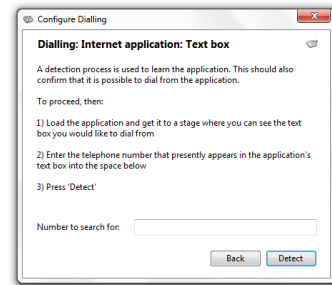 Configure Dialling
Dialling: Internet application: Text box
A detection process is used to learn the application. This should also
confirm that it is possible to dial from the application.
To proceed, then:
1) Load the application and get it to a stage where you can see the text
box you would like to dial from
2) Enter the telephone number that presently appears in the application's
text box into the space below
3) Press 'Detect'
Number to search for:
Back Detect